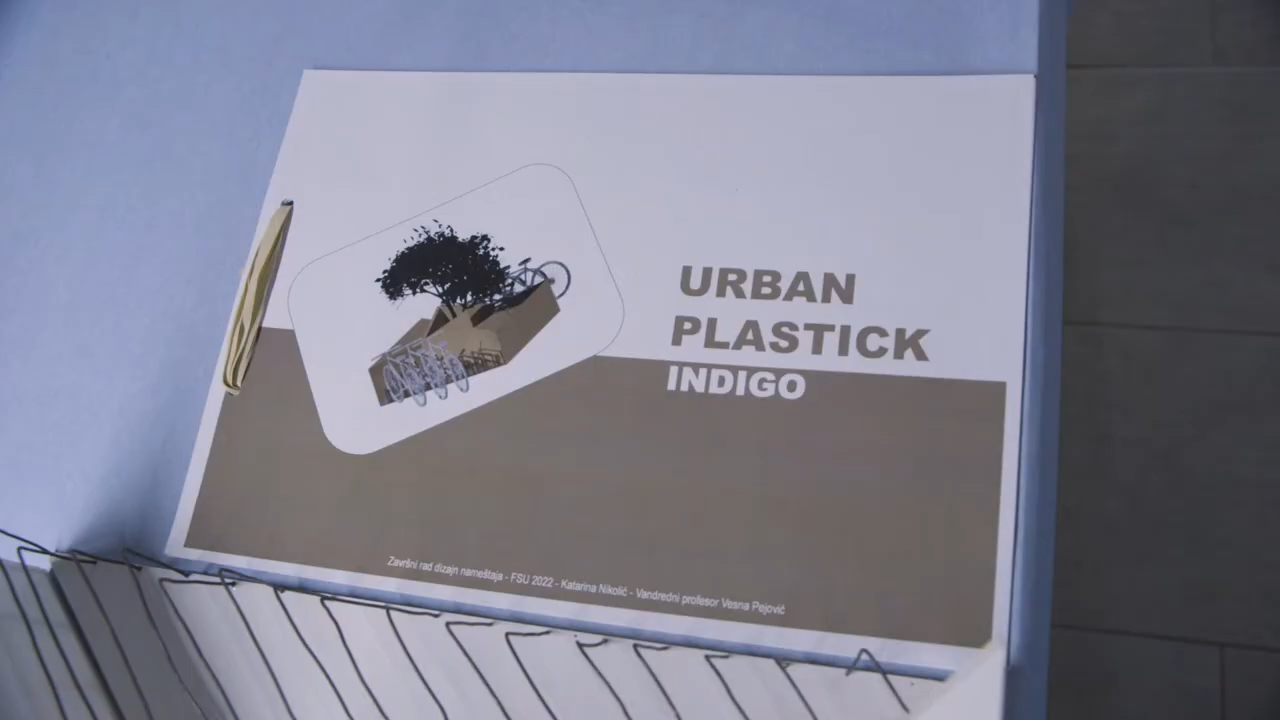 URBAN
PLASTICK
INDIGO
Završni rad dizajn nameštaja - FSU 2022 - Katarina Nikolić - Vandredni profesor Vesna Pejović